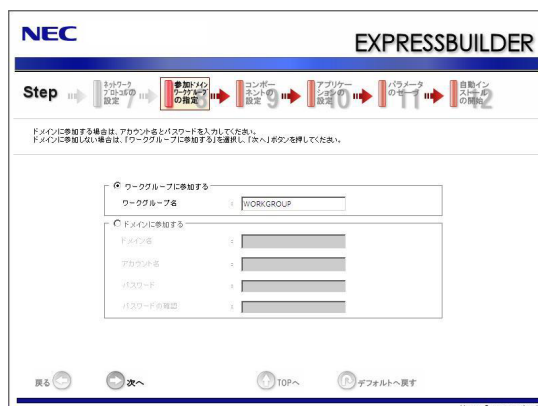 NEC
EXPRESSBUILDER
Step
ネットワーク
プロトコルの
設定
7
参加ドメイン
ワークグループ
の指定
8
コンポー
ネントの
設定
9
アプリケー
ションの
設定
10
パラメータ
のセーブ
11
自動イン
ストール
の開始
12
ドメインに参加する場合は、アカウント名とパスワードを入力してください。
ドメインに参加しない場合は、「ワークグループに参加する」を選択し、「次へ」ボタンを押してください。
ワークグループに参加する
ワークグループ名 : WORKGROUP
ドメインに参加する
ドメイン名 :
アカウント名 :
パスワード :
パスワードの確認 :
戻る 次へ TOPへ デフォルトへ戻す